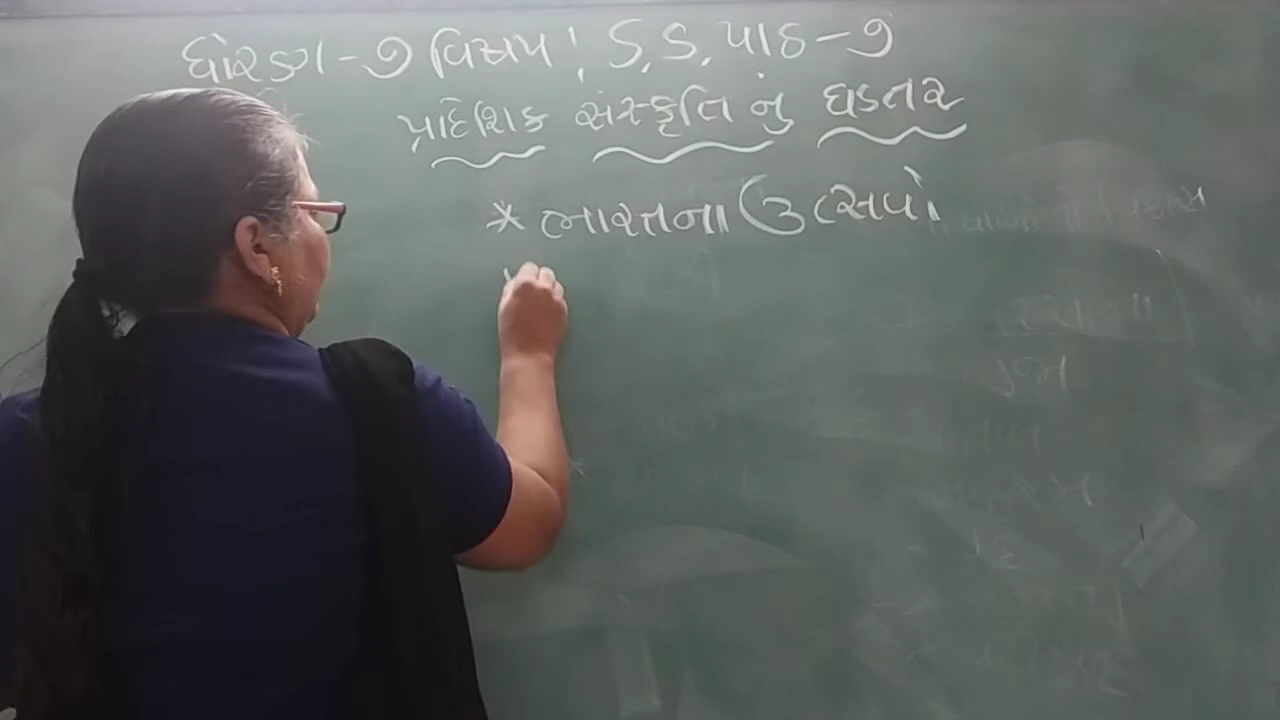 ધોરણ-૭ વિષય : S.S. પાઠ-૭
પ્રાદેશિક સંસ્કૃતિ નું ઘડતર
* ભારતના ઉત્સવો